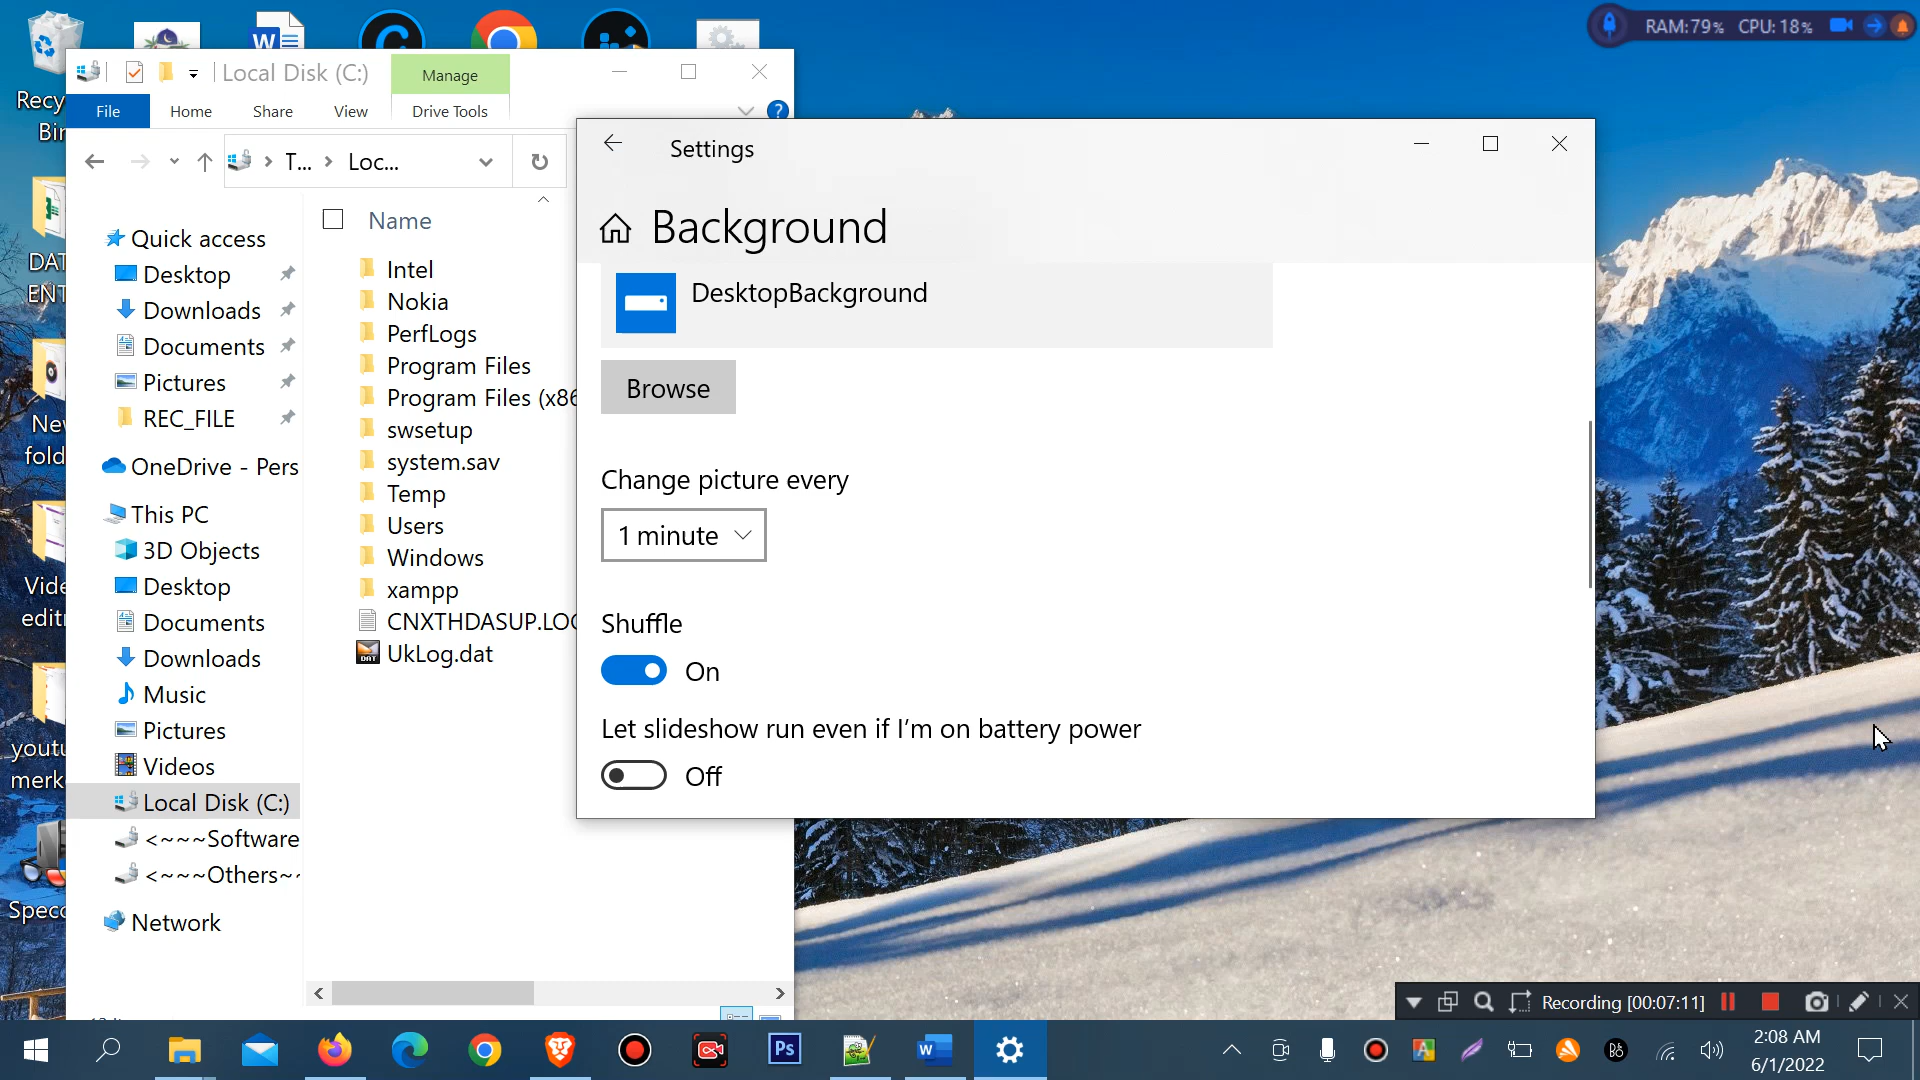 RAM:79% CPU: 18%
Local Disk (C:)
Manage
File
Home
Share
View
Drive Tools
T...
Loc...
Name
Quick access
Desktop
Downloads
Documents
Pictures
REC_FILE
OneDrive - Pers
This PC
3D Objects
Desktop
Documents
Downloads
Music
Pictures
Videos
Local Disk (C:)
<~~~Software
<~~~Others~
Network
Intel
Nokia
PerfLogs
Program Files
Program Files (x86
swsetup
system.sav
Temp
Users
Windows
xampp
CNXTHDASUP.LOG
UkLog.dat
Settings
Background
DesktopBackground
Browse
Change picture every
1 minute
Shuffle
On
Let slideshow run even if I'm on battery power
Off
Recy
Bin
DAT
ENT
New
fold
Vide
edit
youtu
merk
Specc
Recording [00:07:11]
Ps
2:08 AM
6/1/2022